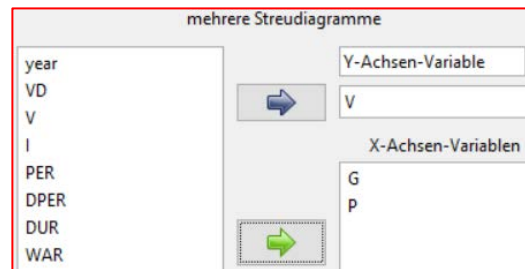 mehrere Streudiagramme
year
VD
V
I
PER
DPER
DUR
WAR
Y-Achsen-Variable
V
X-Achsen-Variablen
G
P